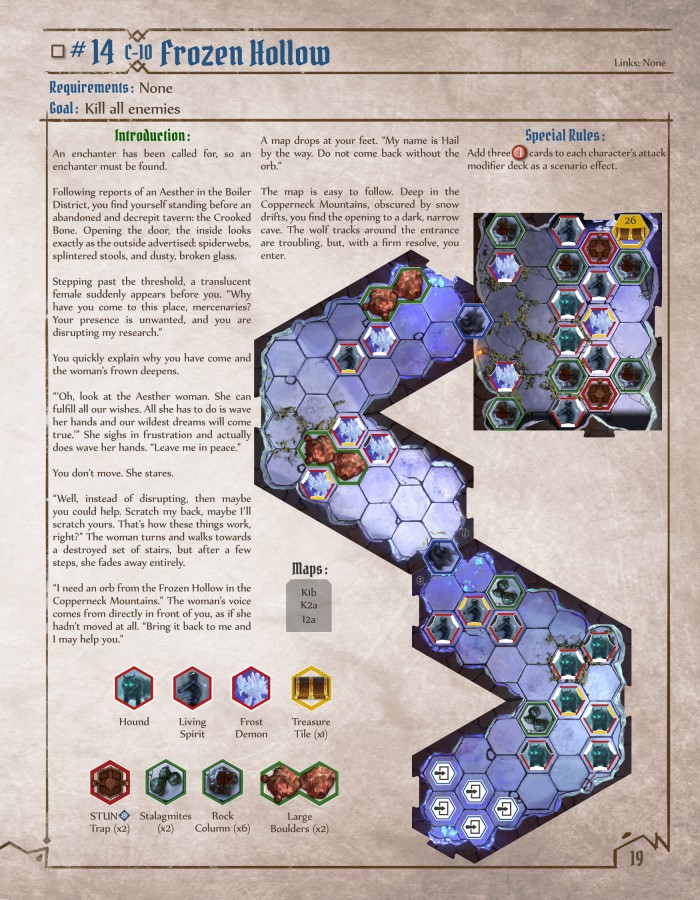 #14 C-10 Frozen Hollow
Links: None
Requirements: None
Goal: Kill all enemies
Introduction:
An enchanter has been called for, so an
enchanter must be found.
Following reports of an Aesther in the Boiler
District, you find yourself standing before an
abandoned and decrepit tavern: the Crooked
Bone. Opening the door, the inside looks
exactly as the outside advertised: spiderwebs,
splintered stools, and dusty, broken glass.
Stepping past the threshold, a translucent
female suddenly appears before you. "Why
have you come to this place, mercenaries?
Your presence is unwanted, and you are
disrupting my research."
You quickly explain why you have come and
the woman's frown deepens.
"'Oh, look at the Aesther woman. She can
fulfill all our wishes. All she has to do is wave
her hands and our wildest dreams will come
true.'" She sighs in frustration and actually
does wave her hands. "Leave me in peace."
You don't move. She stares.
"Well, instead of disrupting, then maybe
you could help. Scratch my back, maybe I'll
scratch yours. That's how these things work,
right?" The woman turns and walks towards
a destroyed set of stairs, but after a few
steps, she fades away entirely.
"I need an orb from the Frozen Hollow in the
Copperneck Mountains." The woman's voice
comes from directly in front of you, as if she
hadn't moved at all. "Bring it back to me and
I may help you."
A map drops at your feet. "My name is Hail
by the way. Do not come back without the
orb."
The map is easy to follow. Deep in the
Copperneck Mountains, obscured by snow
drifts, you find the opening to a dark, narrow
cave. The wolf tracks around the entrance
are troubling, but, with a firm resolve, you
enter.
Special Rules:
Add three -1 cards to each character's attack
modifier deck as a scenario effect.
26
Maps:
K1b
K2a
I2a
Hound
Living
Spirit
Frost
Demon
Treasure
Tile (x1)
STUN
Trap (x2)
Stalagmites
(x2)
Rock
Column (x6)
Large
Boulders (x2)
19